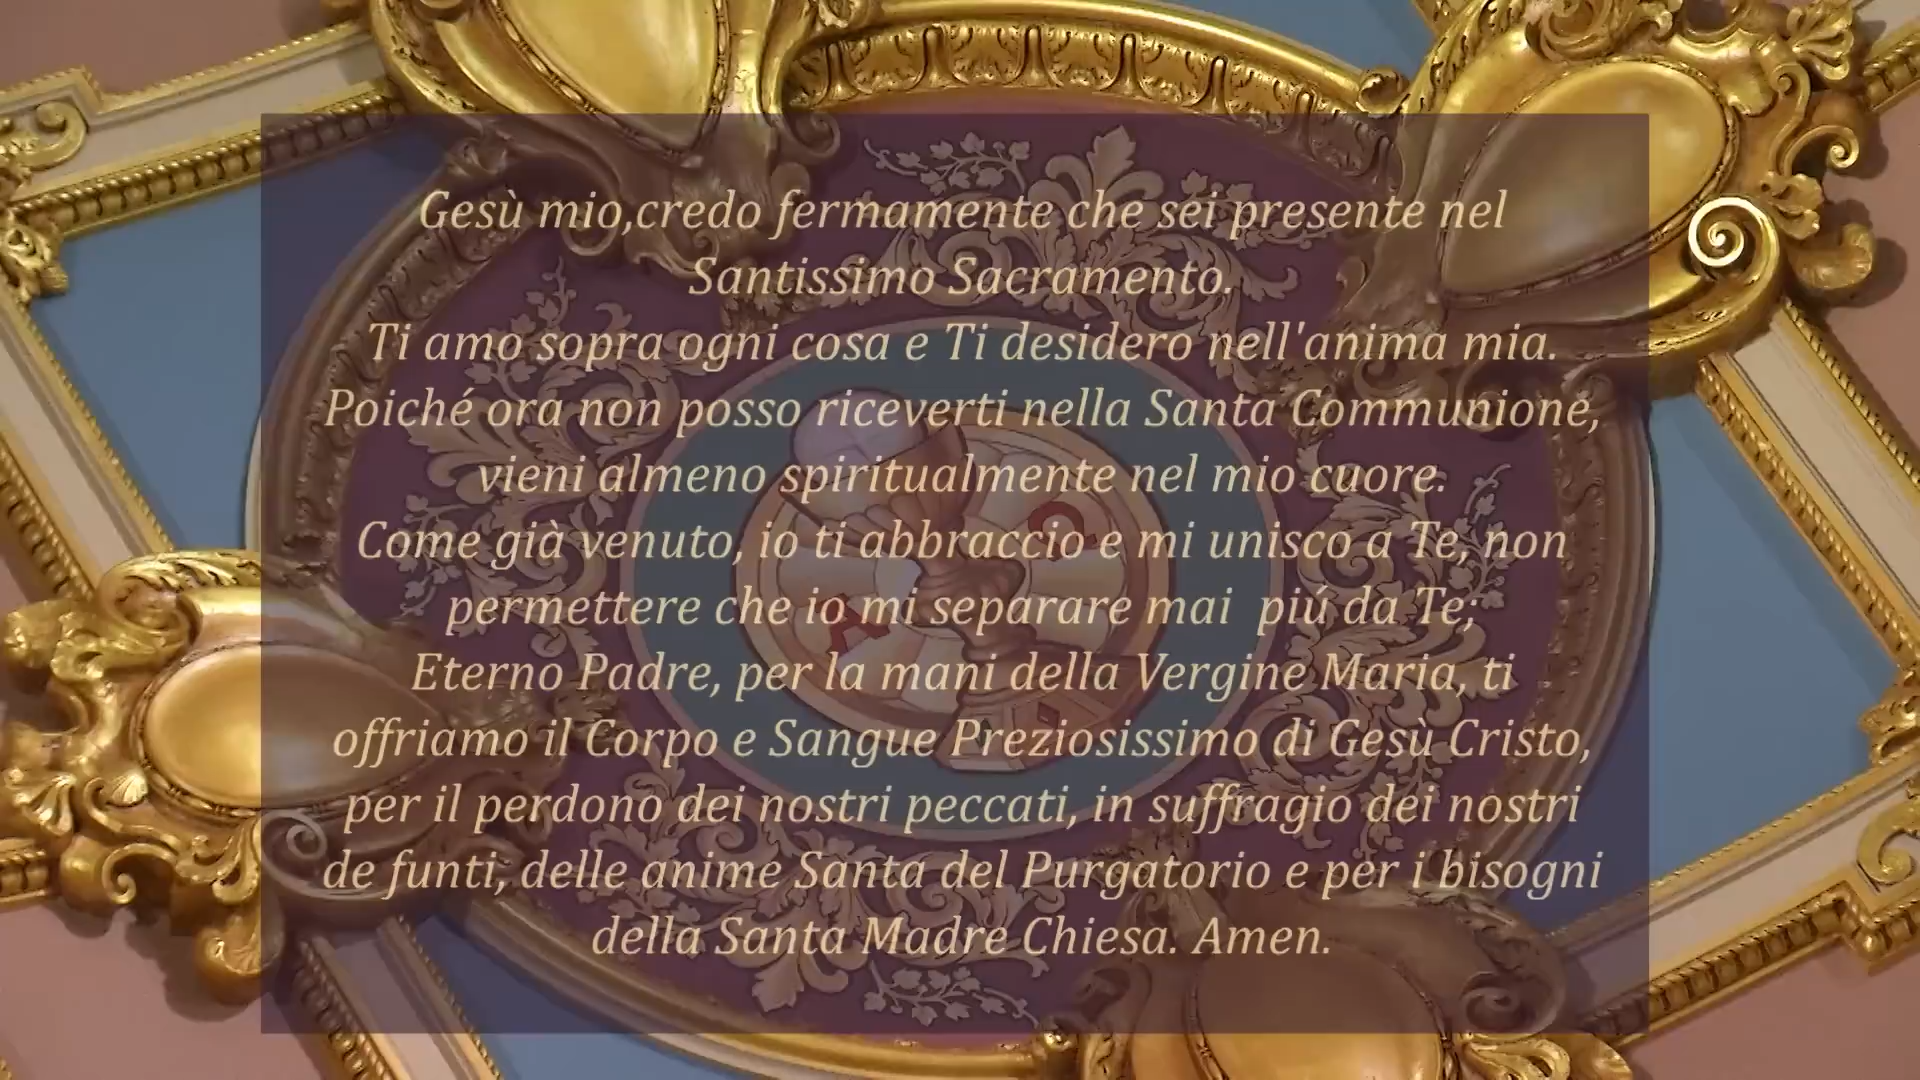 Gesù mio,credo fermamente che sei presente nel
Santissimo Sacramento.
Ti amo sopra ogni cosa e Ti desidero nell'anima mia.
Poiché ora non posso riceverti nella Santa Communione,
vieni almeno spiritualmente nel mio cuore.
Come già venuto, io ti abbraccio e mi unisco a Te, non
permettere che io mi separare mai  piú da Te;
Eterno Padre, per la mani della Vergine Maria, ti
offriamo il Corpo e Sangue Preziosissimo di Gesù Cristo,
per il perdono dei nostri peccati, in suffragio dei nostri
de funti, delle anime Santa del Purgatorio e per i bisogni
della Santa Madre Chiesa. Amen.